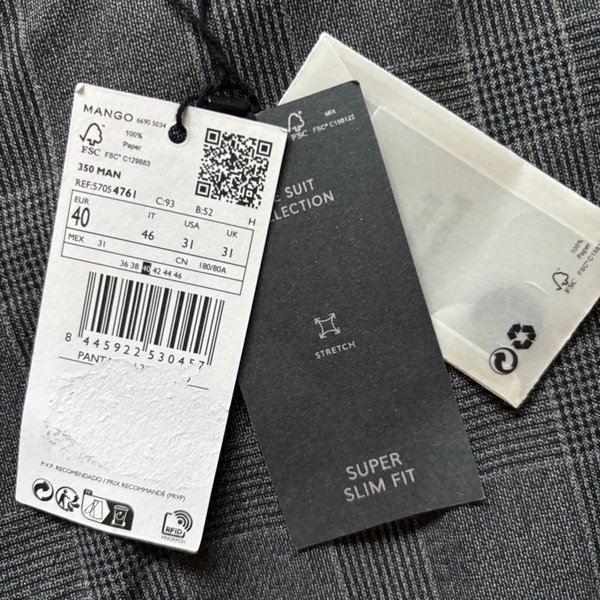 MANGO 6690 5034
100%
Paper
FSC FSC® C129883
350 MAN
REF:57054761
C:93 B:52 H
EUR IT USA UK
40 46 31 31
MEX 31 CN 180/80A
36 38 40 42 44 46
8 445922 530457
P.V.P. RECOMENDADO / PRIX RECOMMANDÉ (PRVP)
RFID
MIX
FSC® C158122
SUIT
STRETCH
SUPER
SLIM FIT
100%
Paper
FSC